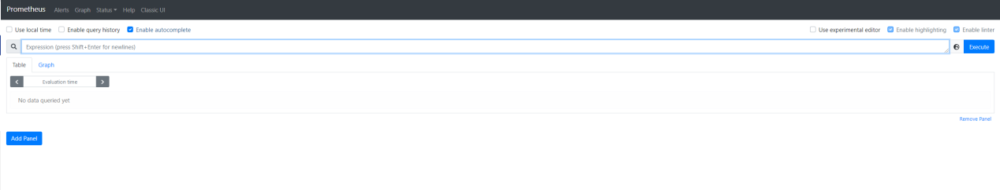 Prometheus Alerts Graph Status Help Classic UI
Use local time Enable query history Enable autocomplete Use experimental editor Enable highlighting Enable linter
Expression (press Shift+Enter for newlines) Execute
Table Graph
Evaluation time
No data queried yet
Remove Panel
Add Panel